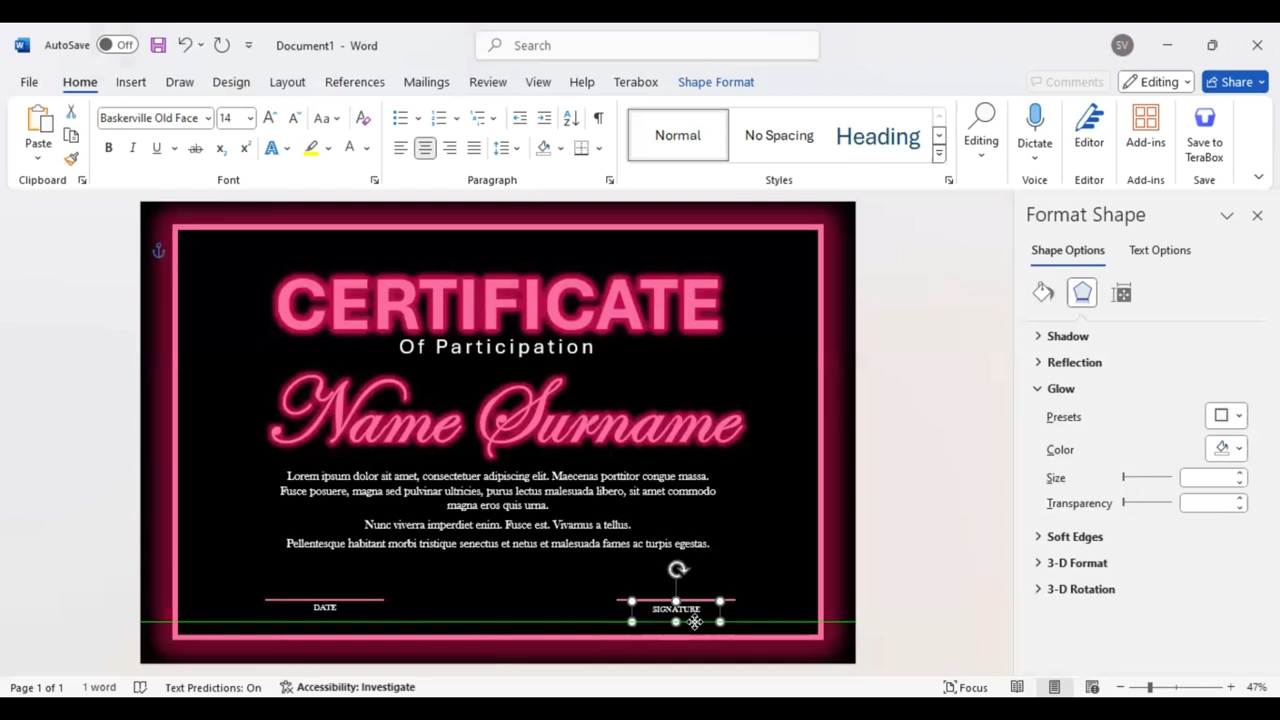 AutoSave Off Document1 - Word Search SV
File Home Insert Draw Design Layout References Mailings Review View Help Terabox Shape Format Comments Editing Share
Paste Baskerville Old Face 14 Aa Normal No Spacing Heading Editing Dictate Editor Add-ins Save to TeraBox
Clipboard Font Paragraph Styles Voice Editor Add-ins Save
CERTIFICATE
Of Participation
Name Surname
Lorem ipsum dolor sit amet, consectetuer adipiscing elit. Maecenas porttitor congue massa.
Fusce posuere, magna sed pulvinar ultricies, purus lectus malesuada libero, sit amet commodo
magna eros quis urna.
Nunc viverra imperdiet enim. Fusce est. Vivamus a tellus.
Pellentesque habitant morbi tristique senectus et netus et malesuada fames ac turpis egestas.
DATE
SIGNATURE
Format Shape
Shape Options Text Options
Shadow
Reflection
Glow
Presets
Color
Size
Transparency
Soft Edges
3-D Format
3-D Rotation
Page 1 of 1 1 word Text Predictions: On Accessibility: Investigate Focus 47%